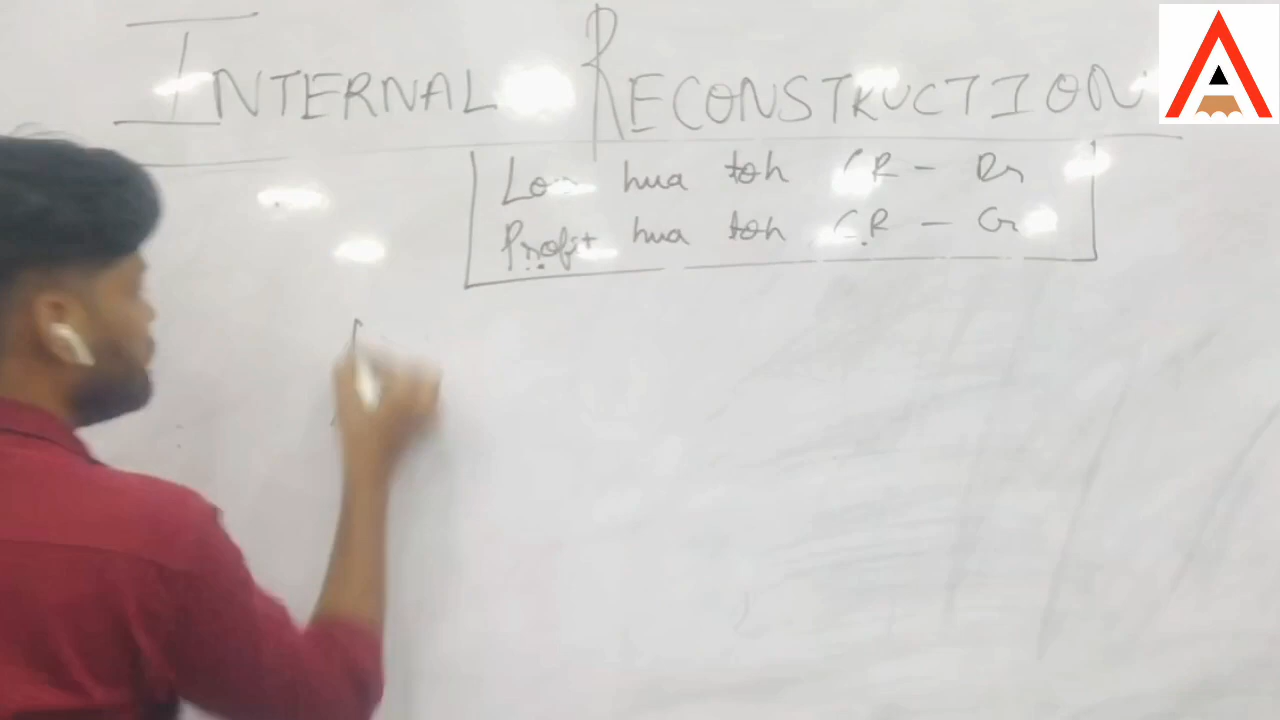 INTERNAL RECONSTRUCTION
Loss hua toh CR - Dr
Profit hua toh CR - Cr